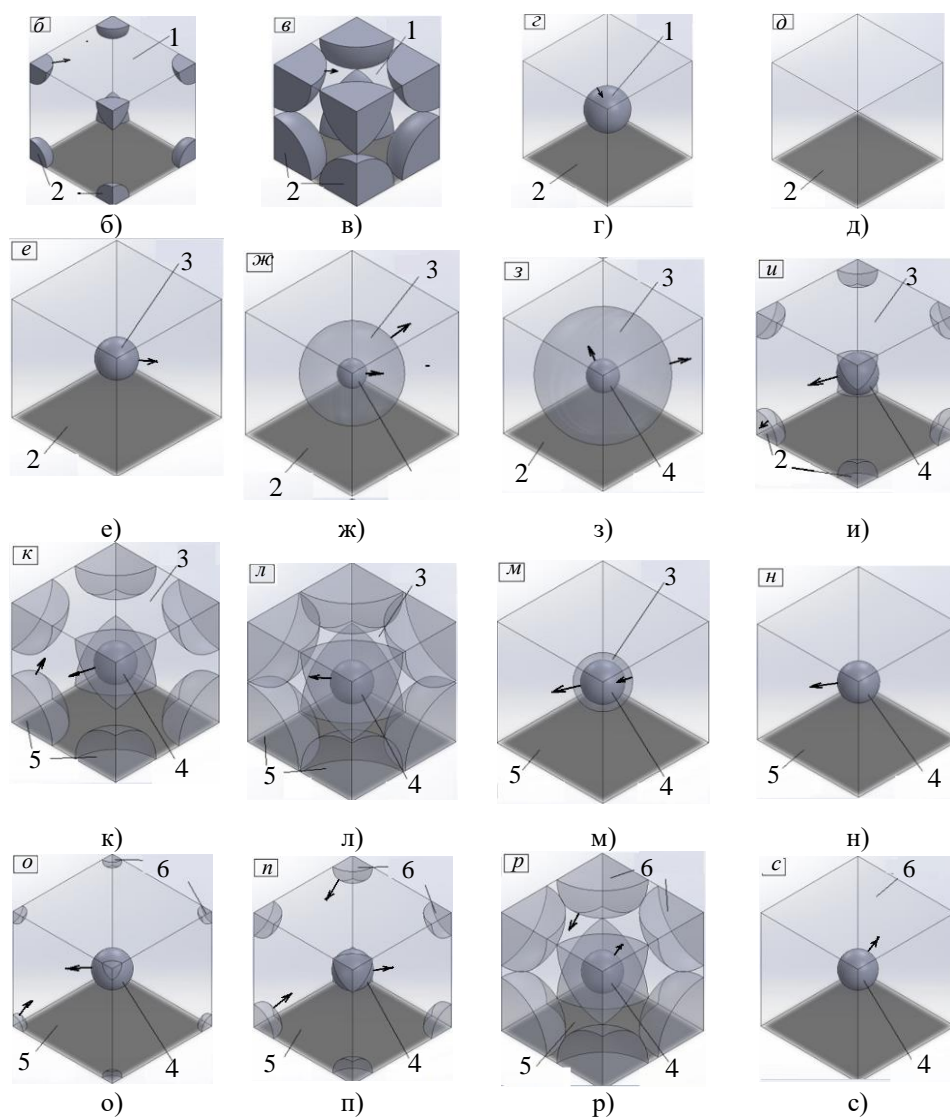 б в г д
1 1 1
2 2 2 2
б) в) г) д)
е ж з и
3 3 3 3
2 2 2 4 2 4
е) ж) з) и)
к л м н
3 3 3
5 4 5 4 5 4 5 4
к) л) м) н)
о п р с
6 6 6 6
5 4 5 4 5 4 4
о) п) р) с)